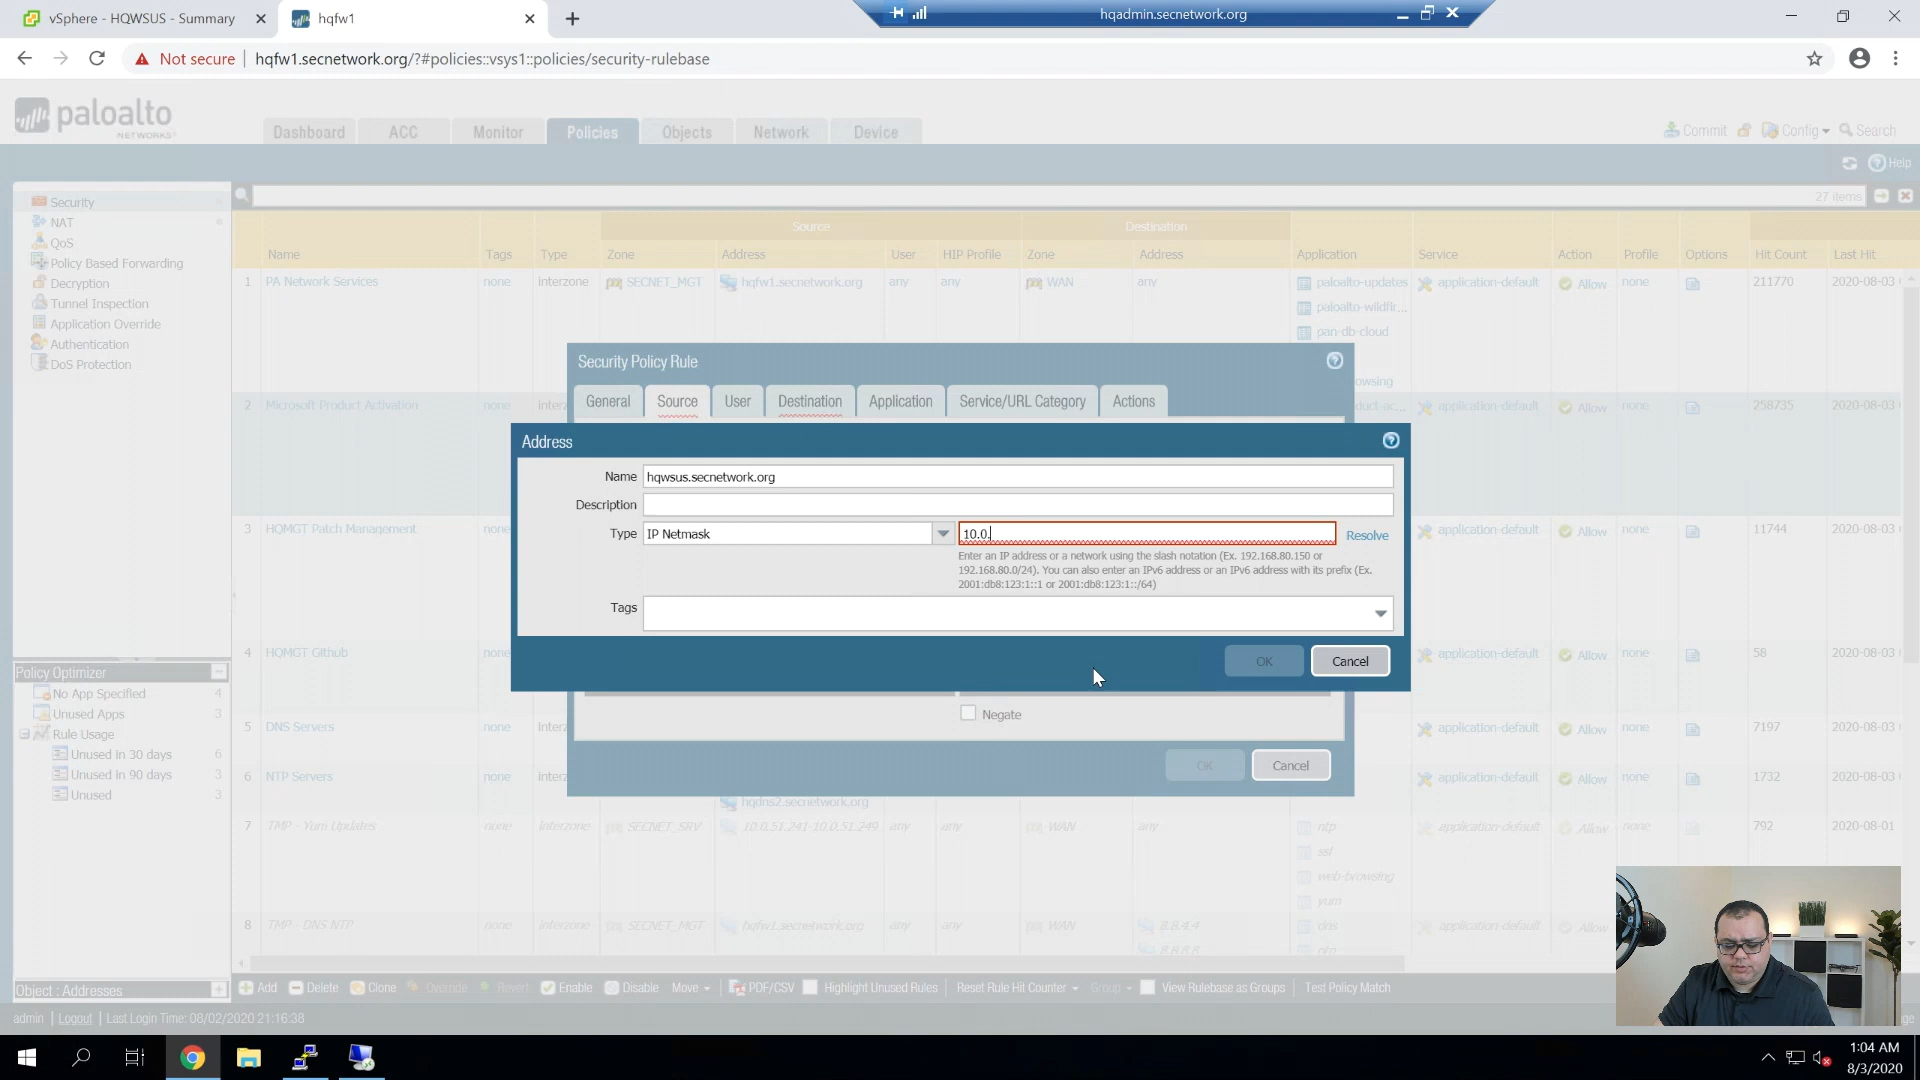 vSphere - HQWSUS - Summary
hqfw1
hqadmin.secnetwork.org
Not secure
hqfw1.secnetwork.org/?#policies::vsys1::policies/security-rulebase
paloalto
NETWORKS
Dashboard ACC Monitor Policies Objects Network Device
Commit Config Search
Help
Security
NAT
QoS
Policy Based Forwarding
Decryption
Tunnel Inspection
Application Override
Authentication
DoS Protection
27 items
Source Destination
Name Tags Type Zone Address User HIP Profile Zone Address Application Service Action Profile Options Hit Count Last Hit
1 PA Network Services none interzone SECNET_MGT hqfw1.secnetwork.org any any WAN any paloalto-updates application-default Allow none 211770 2020-08-03
paloalto-wildfir...
pan-db-cloud
owsing
2 Microsoft Product Activation none interz duct-ac... application-default Allow none 258735 2020-08-03
3 HQMGT Patch Management none application-default Allow none 11744 2020-08-03
4 HQMGT Github none application-default Allow none 58 2020-08-03
5 DNS Servers none interz application-default Allow none 7197 2020-08-03
6 NTP Servers none interz application-default Allow none 1732 2020-08-03
hqdns2.secnetwork.org
7 TMP - Yum Updates none interzone SECNET_SRV 10.0.51.241-10.0.51.249 any any WAN any ntp application-default Allow none 792 2020-08-01
ssl
web-browsing
yum
8 TMP - DNS NTP none interzone SECNET_MGT hqfw1.secnetwork.org any any WAN 8.8.4.4 dns application-default Allow
8.8.8.8 ntp
Security Policy Rule
General Source User Destination Application Service/URL Category Actions
Address
Name hqwsus.secnetwork.org
Description
Type IP Netmask 10.0. Resolve
Enter an IP address or a network using the slash notation (Ex. 192.168.80.150 or
192.168.80.0/24). You can also enter an IPv6 address or an IPv6 address with its prefix (Ex.
2001:db8:123:1::1 or 2001:db8:123:1::/64)
Tags
OK Cancel
Negate
OK Cancel
Policy Optimizer
No App Specified 4
Unused Apps 3
Rule Usage
Unused in 30 days 6
Unused in 90 days 3
Unused 3
Object : Addresses
Add Delete Clone Override Revert Enable Disable Move PDF/CSV Highlight Unused Rules Reset Rule Hit Counter Group View Rulebase as Groups Test Policy Match
admin | Logout | Last Login Time: 08/02/2020 21:16:38
1:04 AM
8/3/2020